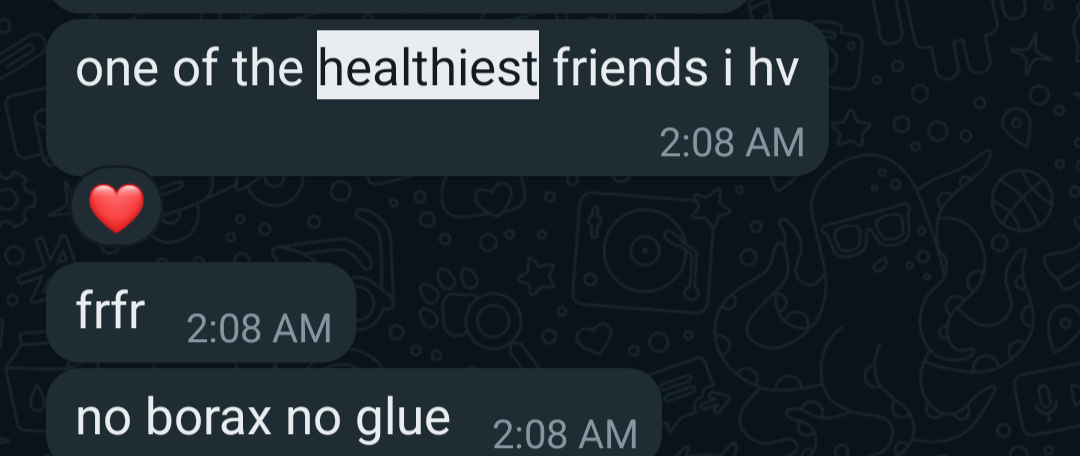 one of the healthiest friends i hv
2:08 AM
frfr 2:08 AM
no borax no glue 2:08 AM